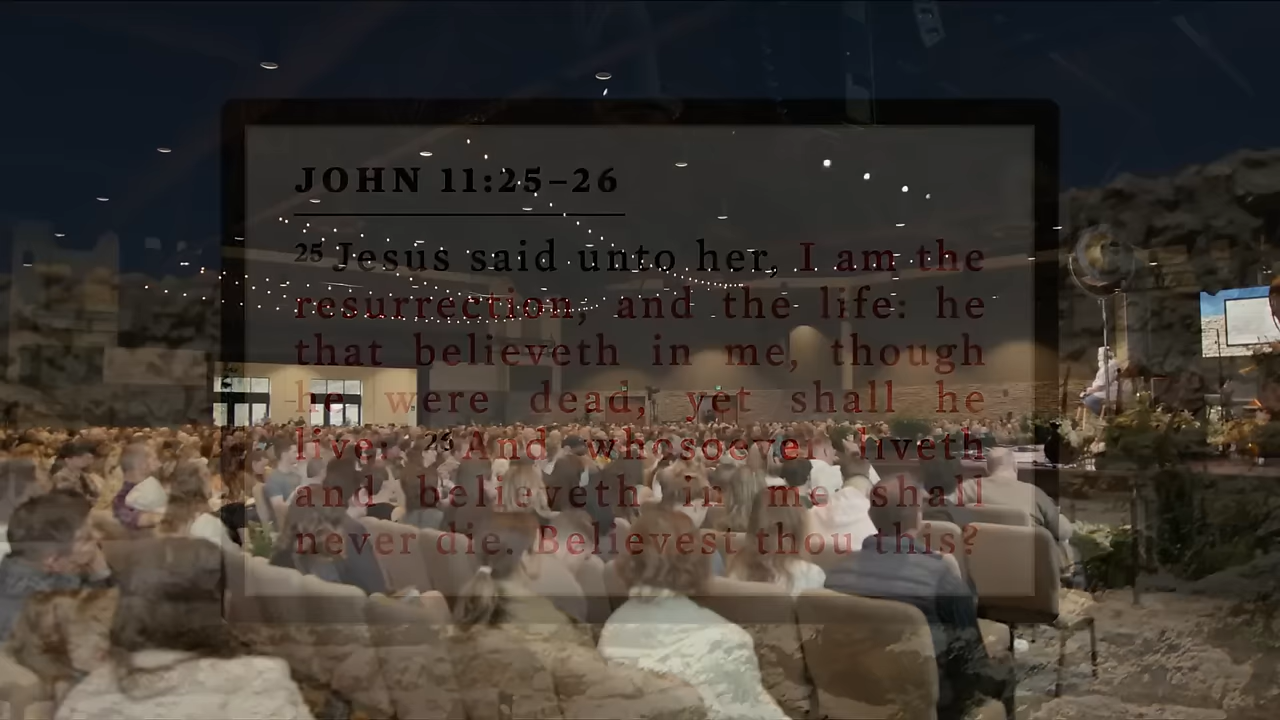 JOHN 11:25–26
25 Jesus said unto her, I am the
resurrection, and the life: he
that believeth in me, though
he were dead, yet shall he
live: 26 And whosoever liveth
and believeth in me shall
never die. Believest thou this?